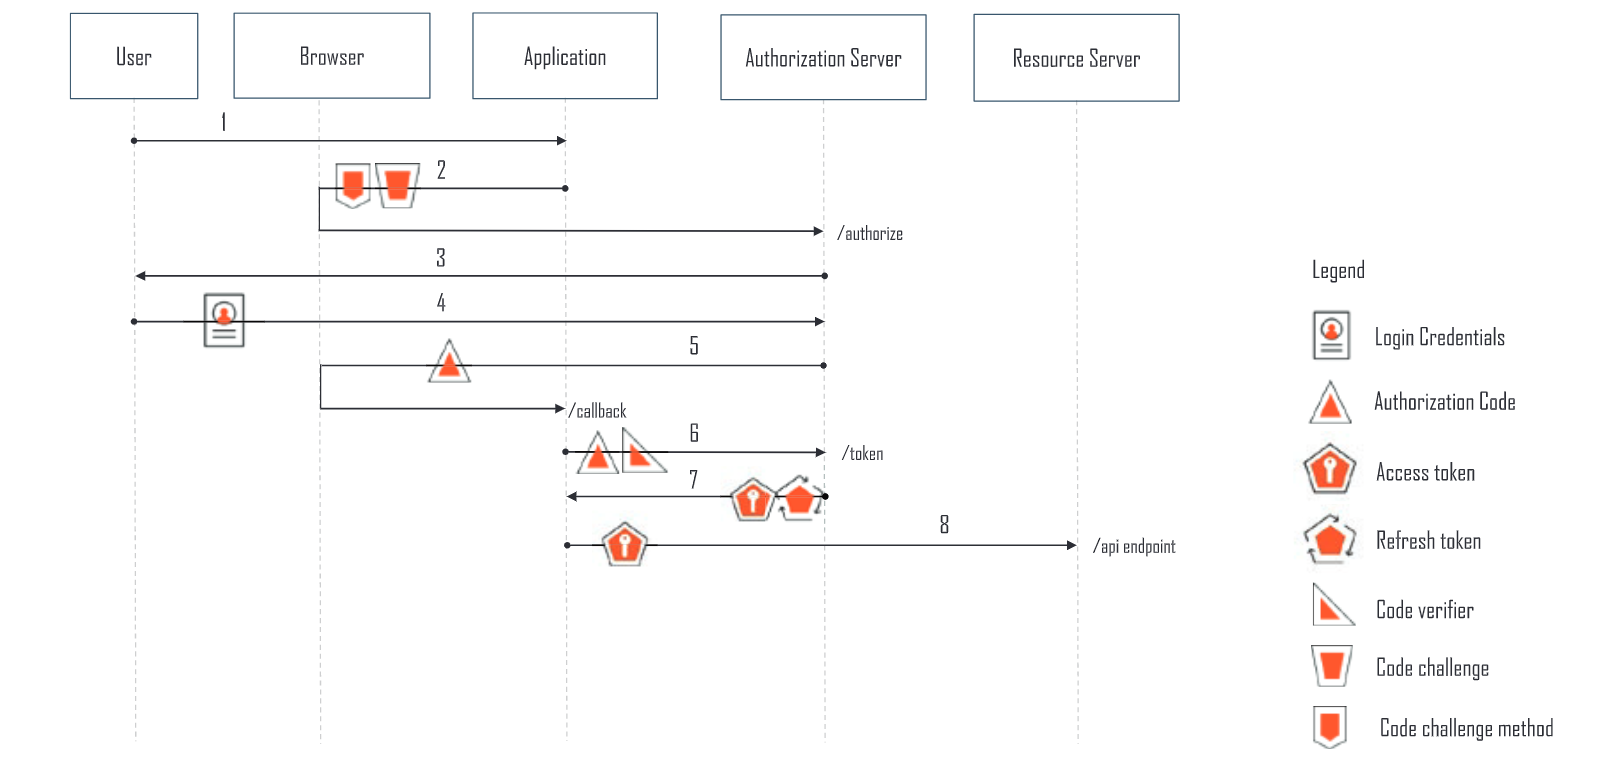 User
Browser
Application
Authorization Server
Resource Server
1
2
/authorize
3
4
5
/callback
6
/token
7
8
/api endpoint
Legend
Login Credentials
Authorization Code
Access token
Refresh token
Code verifier
Code challenge
Code challenge method